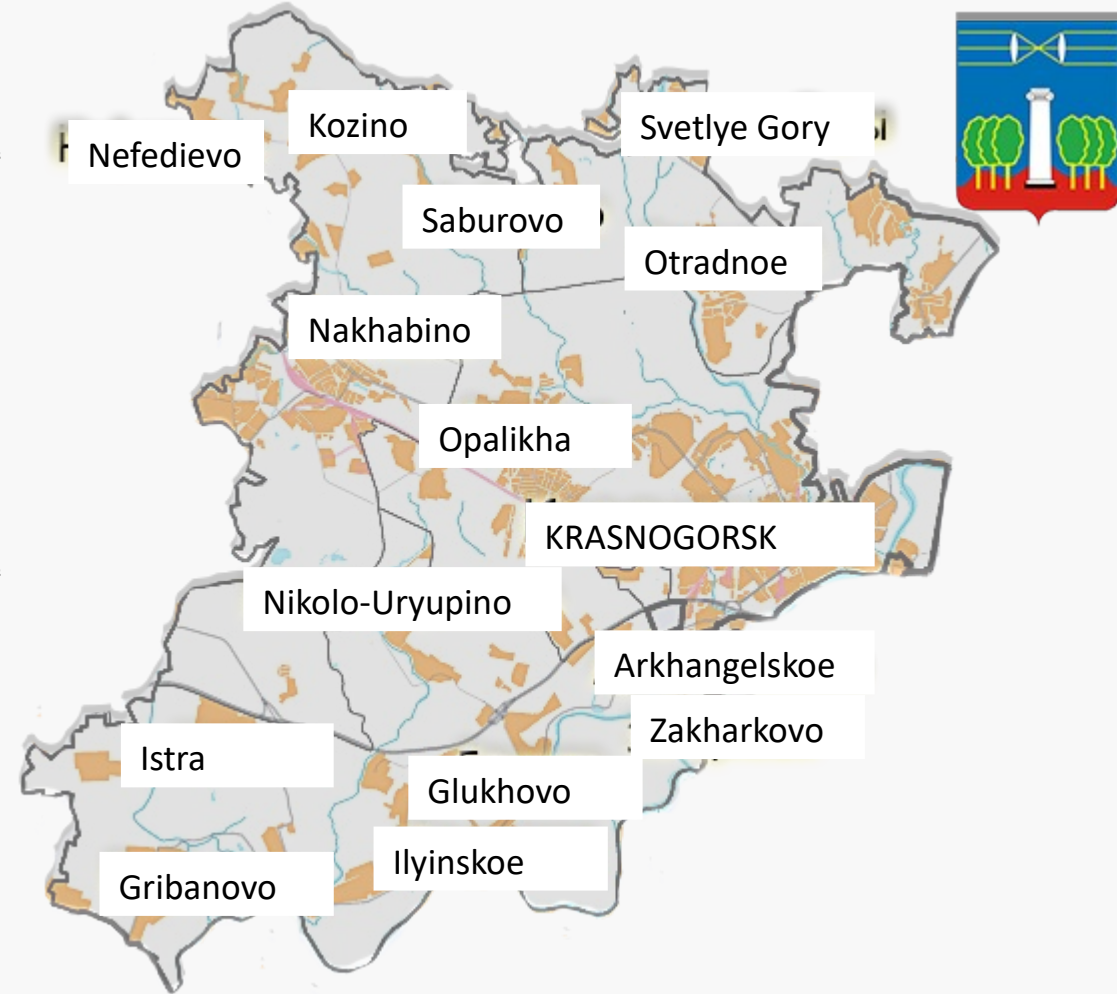 Kozino
Svetlye Gory
Nefedievo
Saburovo
Otradnoe
Nakhabino
Opalikha
KRASNOGORSK
Nikolo-Uryupino
Arkhangelskoe
Zakharkovo
Istra
Glukhovo
Ilyinskoe
Gribanovo